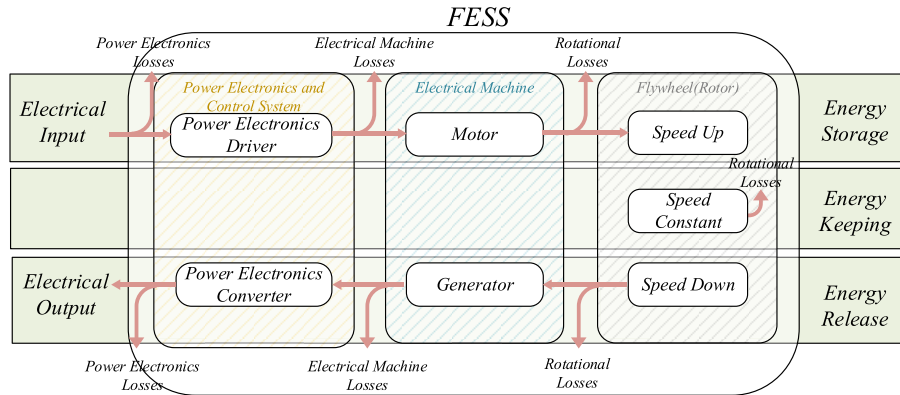 FESS
Power Electronics
Losses
Electrical Machine
Losses
Rotational
Losses
Electrical
Input
Power Electronics and
Control System
Power Electronics
Driver
Electrical Machine
Motor
Flywheel(Rotor)
Speed Up
Energy
Storage
Rotational
Losses
Speed
Constant
Energy
Keeping
Electrical
Output
Power Electronics
Converter
Generator
Speed Down
Energy
Release
Power Electronics
Losses
Electrical Machine
Losses
Rotational
Losses